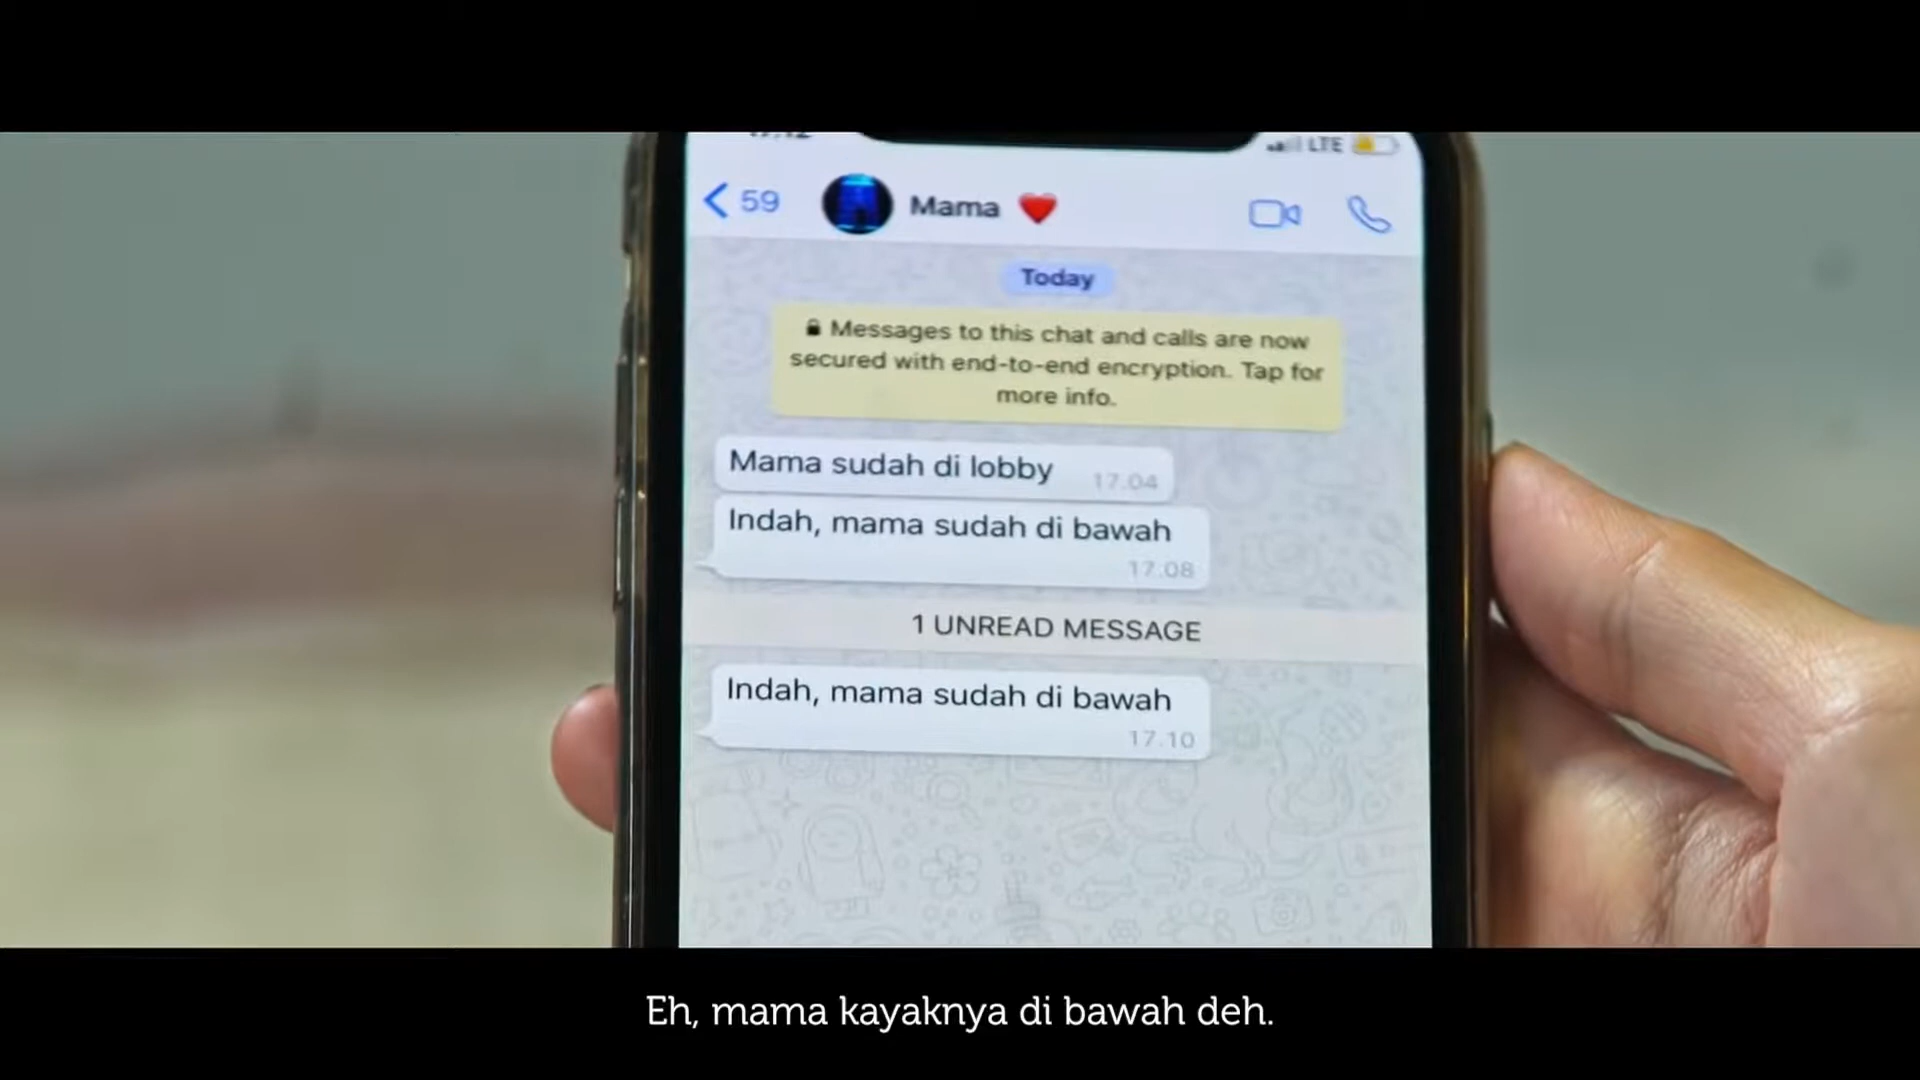 LTE
59
Mama ❤️
Today
🔒 Messages to this chat and calls are now
secured with end-to-end encryption. Tap for
more info.
Mama sudah di lobby 17.04
Indah, mama sudah di bawah
17.08
1 UNREAD MESSAGE
Indah, mama sudah di bawah
17.10
Eh, mama kayaknya di bawah deh.